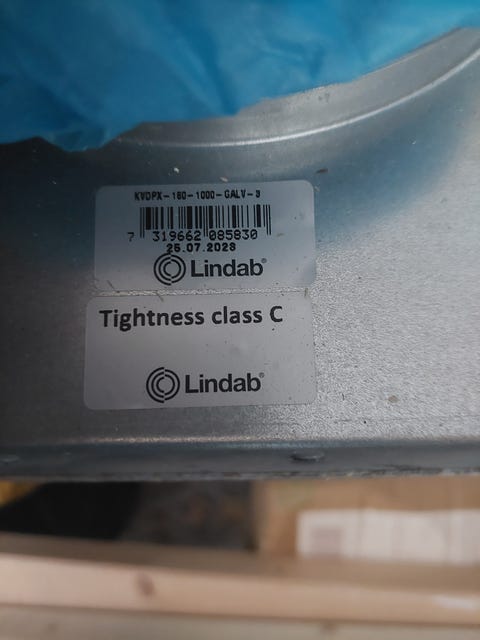 KVDPX-160-1000-GALV-3
7 319662 085830
25.07.2023
Lindab®
Tightness class C
Lindab®